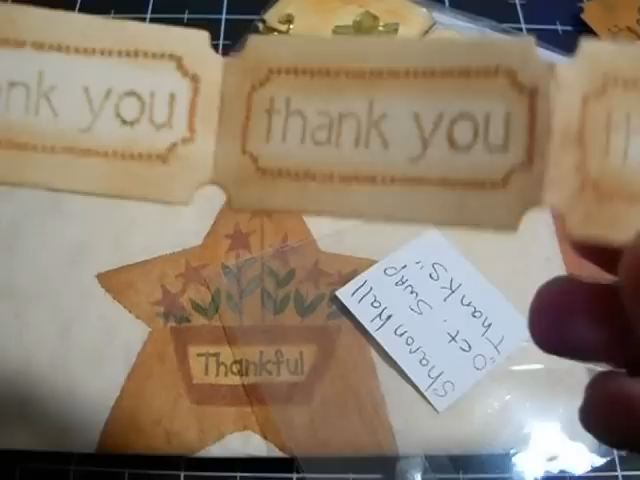 nk you
thank you
Thankful
Sharon Hall
Oct. Swap
"Thanks"